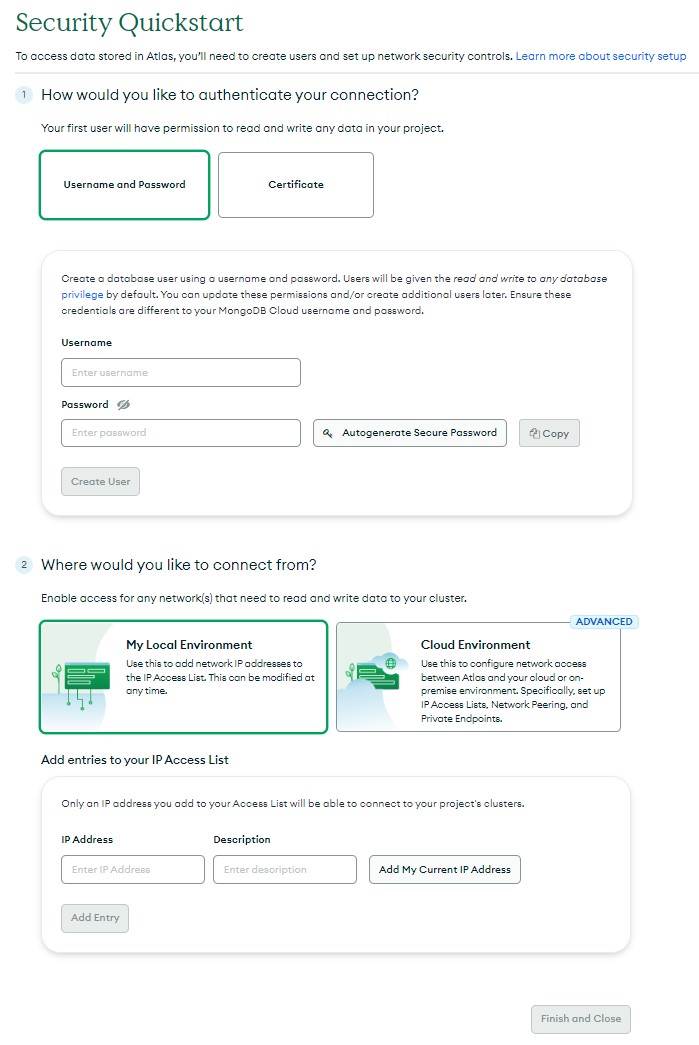 Security Quickstart
To access data stored in Atlas, you'll need to create users and set up network security controls. Learn more about security setup
1 How would you like to authenticate your connection?
Your first user will have permission to read and write any data in your project.
Username and Password
Certificate
Create a database user using a username and password. Users will be given the read and write to any database
privilege by default. You can update these permissions and/or create additional users later. Ensure these
credentials are different to your MongoDB Cloud username and password.
Username
Enter username
Password
Enter password
Autogenerate Secure Password
Copy
Create User
2 Where would you like to connect from?
Enable access for any network(s) that need to read and write data to your cluster.
My Local Environment
Use this to add network IP addresses to
the IP Access List. This can be modified at
any time.
ADVANCED
Cloud Environment
Use this to configure network access
between Atlas and your cloud or on-
premise environment. Specifically, set up
IP Access Lists, Network Peering, and
Private Endpoints.
Add entries to your IP Access List
Only an IP address you add to your Access List will be able to connect to your project's clusters.
IP Address
Description
Enter IP Address
Enter description
Add My Current IP Address
Add Entry
Finish and Close